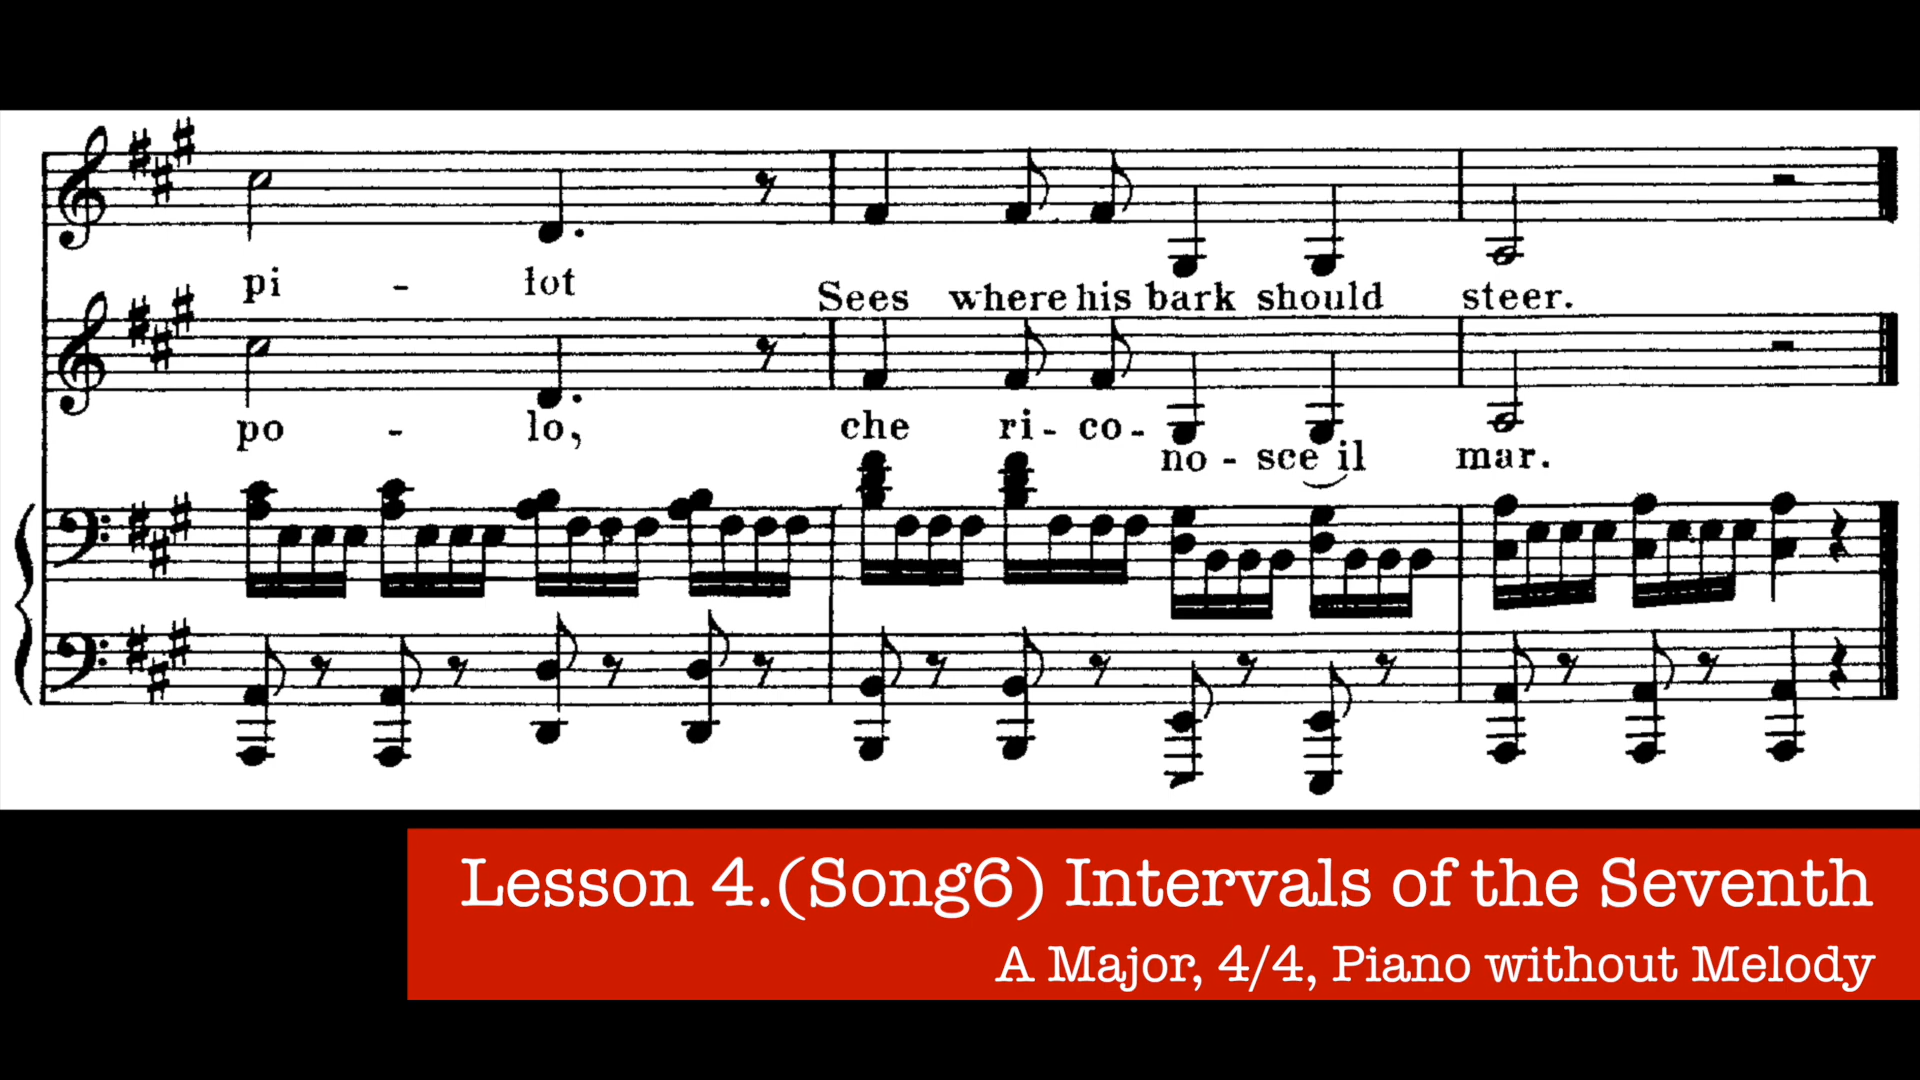 pi - lot
Sees where his bark should steer.
po - lo, che ri - co -
no - sce il mar.
Lesson 4.(Song6) Intervals of the Seventh
A Major, 4/4, Piano without Melody